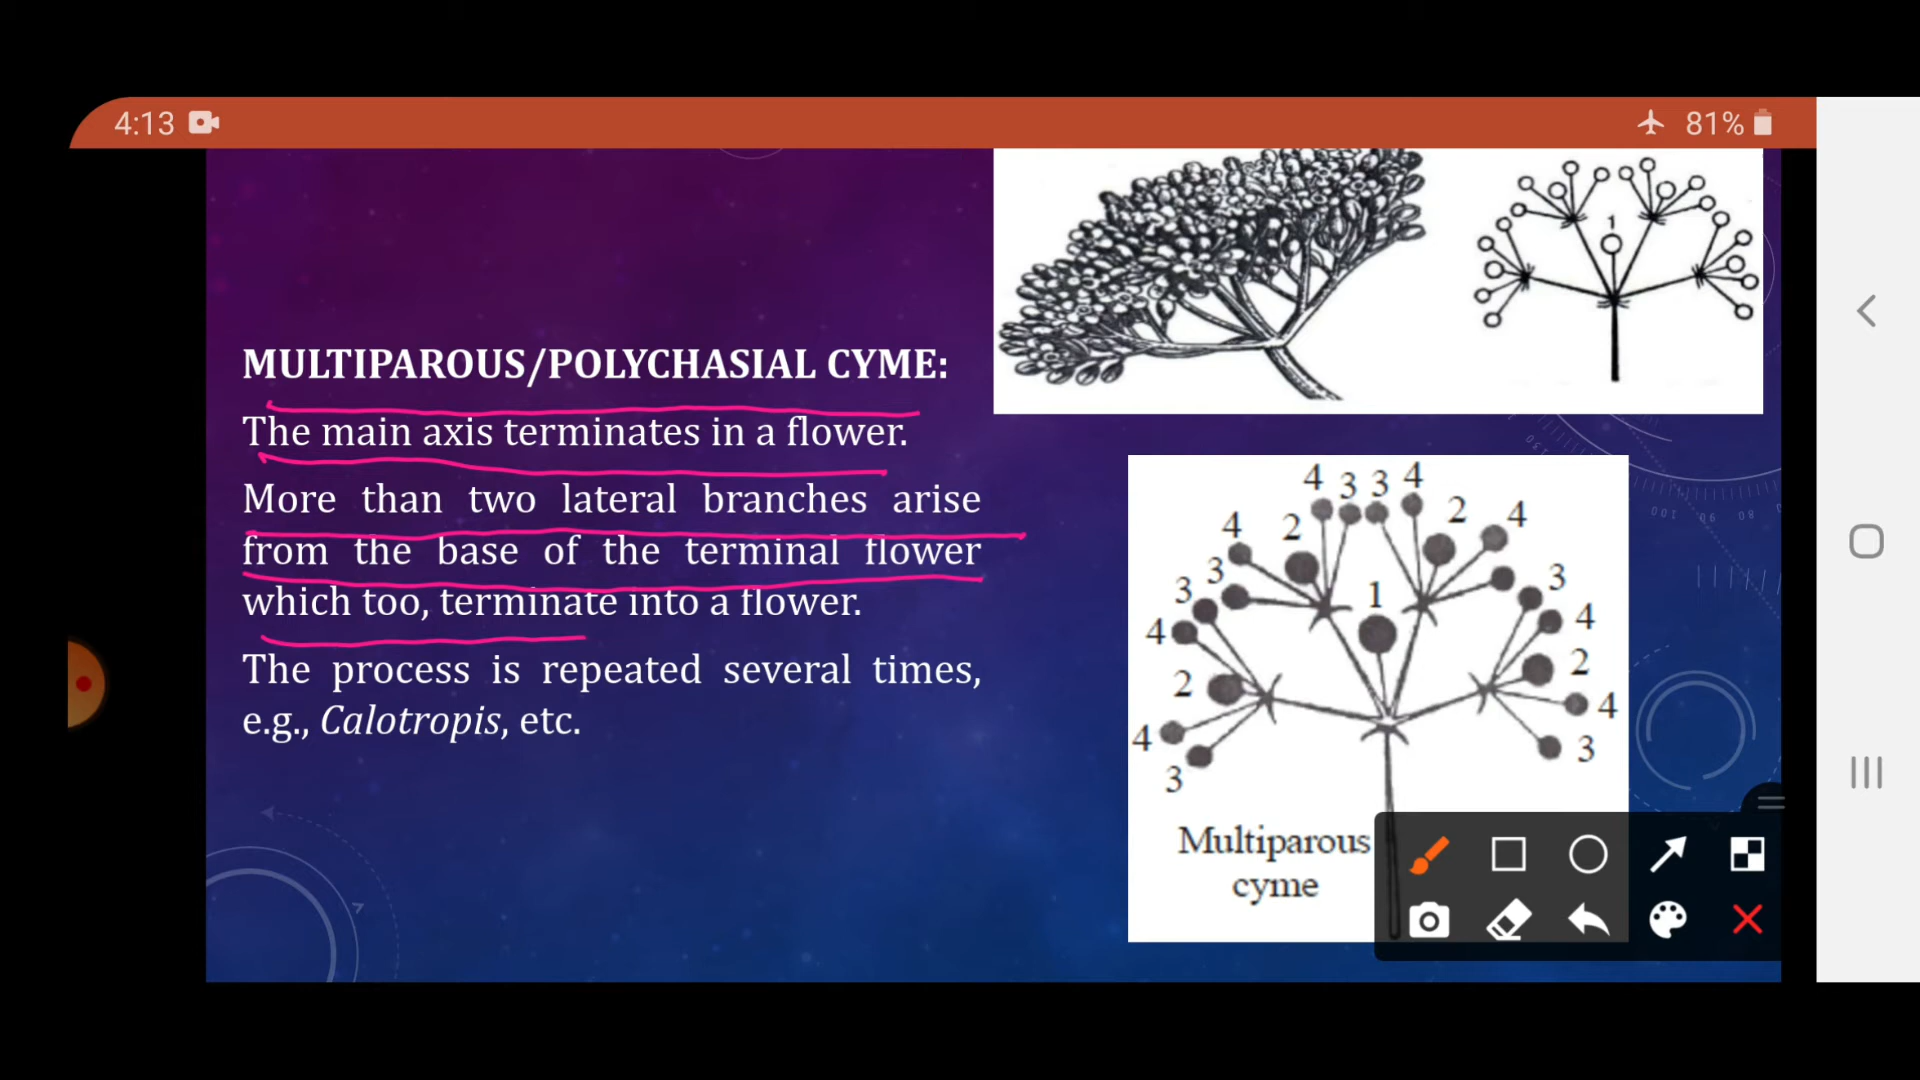 4:13
81%
MULTIPAROUS/POLYCHASIAL CYME:
The main axis terminates in a flower.
More than two lateral branches arise
from the base of the terminal flower
which too, terminate into a flower.
The process is repeated several times,
e.g., Calotropis, etc.
1
4 3 3 4
4 2 2 4
3 1 3
3 4
4 2
2 4
4 3
3
Multiparous
cyme